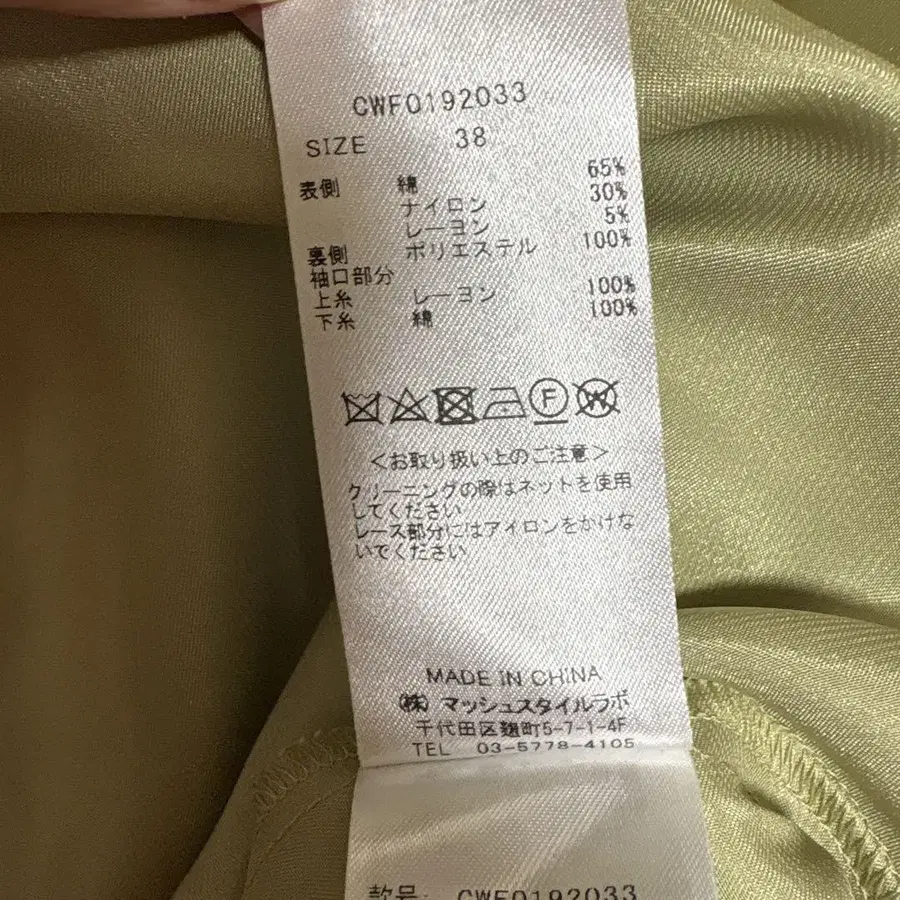 CWF0192033
SIZE 38
表側 綿 65%
ナイロン 30%
レーヨン 5%
裏側 ポリエステル 100%
袖口部分
上糸 レーヨン 100%
下糸 綿 100%
F W
<お取り扱い上のご注意>
クリーニングの際はネットを使用
してください
レース部分にはアイロンをかけな
いでください
MADE IN CHINA
(株)マッシュスタイルラボ
千代田区麹町5-7-1-4F
TEL 03-5778-4105
款号: CWF0192033